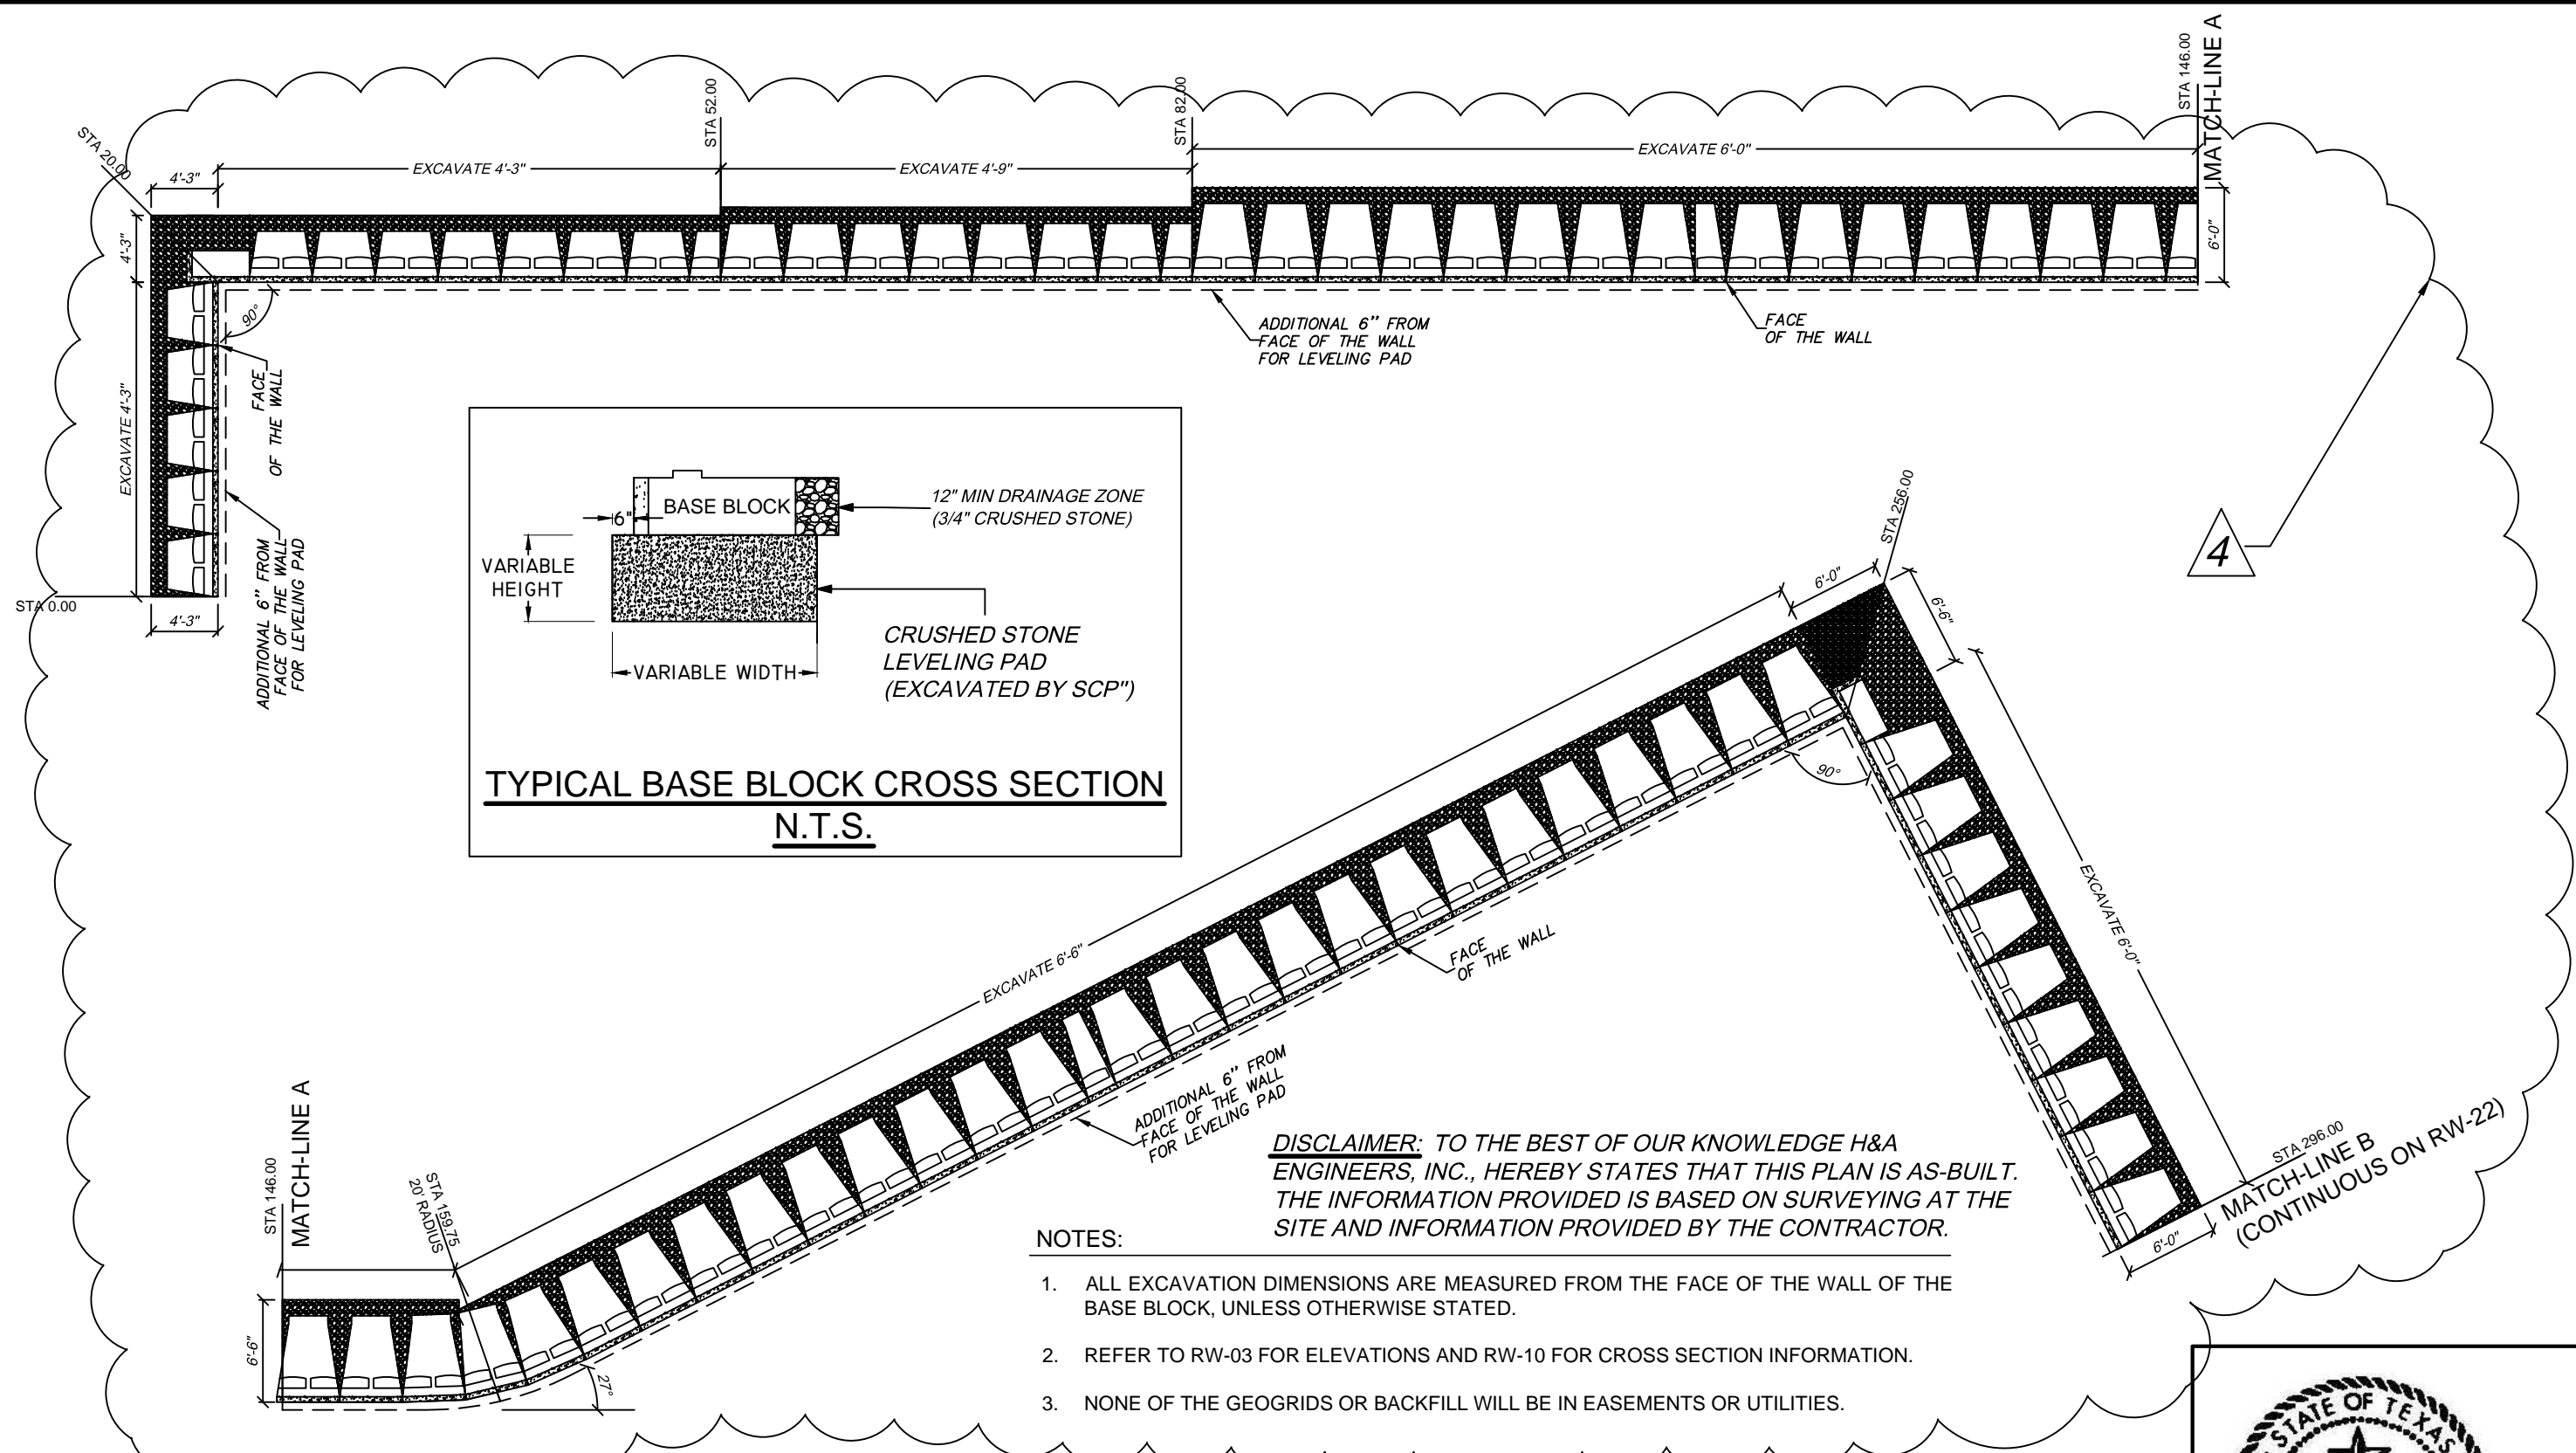 STA 20.00
4'-3"
EXCAVATE 4'-3"
STA 52.00
EXCAVATE 4'-9"
STA 82.00
EXCAVATE 6'-0"
STA 146.00
MATCH-LINE A
6'-0"
4'-3"
90°
EXCAVATE 4'-3"
FACE
OF THE WALL
ADDITIONAL 6" FROM
FACE OF THE WALL
FOR LEVELING PAD
STA 0.00
4'-3"
ADDITIONAL 6" FROM
FACE OF THE WALL
FOR LEVELING PAD
FACE
OF THE WALL
4
BASE BLOCK
6"
12" MIN DRAINAGE ZONE
(3/4" CRUSHED STONE)
VARIABLE
HEIGHT
VARIABLE WIDTH
CRUSHED STONE
LEVELING PAD
(EXCAVATED BY SCP")
TYPICAL BASE BLOCK CROSS SECTION
N.T.S.
STA 256.00
6'-0"
6'-6"
90°
EXCAVATE 6'-6"
EXCAVATE 6'-0"
FACE
OF THE WALL
ADDITIONAL 6" FROM
FACE OF THE WALL
FOR LEVELING PAD
STA 146.00
MATCH-LINE A
STA 159.75
20' RADIUS
6'-6"
27°
6'-0"
STA 296.00
MATCH-LINE B
(CONTINUOUS ON RW-22)
DISCLAIMER: TO THE BEST OF OUR KNOWLEDGE H&A
ENGINEERS, INC., HEREBY STATES THAT THIS PLAN IS AS-BUILT.
THE INFORMATION PROVIDED IS BASED ON SURVEYING AT THE
SITE AND INFORMATION PROVIDED BY THE CONTRACTOR.
NOTES:
1. ALL EXCAVATION DIMENSIONS ARE MEASURED FROM THE FACE OF THE WALL OF THE
BASE BLOCK, UNLESS OTHERWISE STATED.
2. REFER TO RW-03 FOR ELEVATIONS AND RW-10 FOR CROSS SECTION INFORMATION.
3. NONE OF THE GEOGRIDS OR BACKFILL WILL BE IN EASEMENTS OR UTILITIES.
STATE OF TEXAS